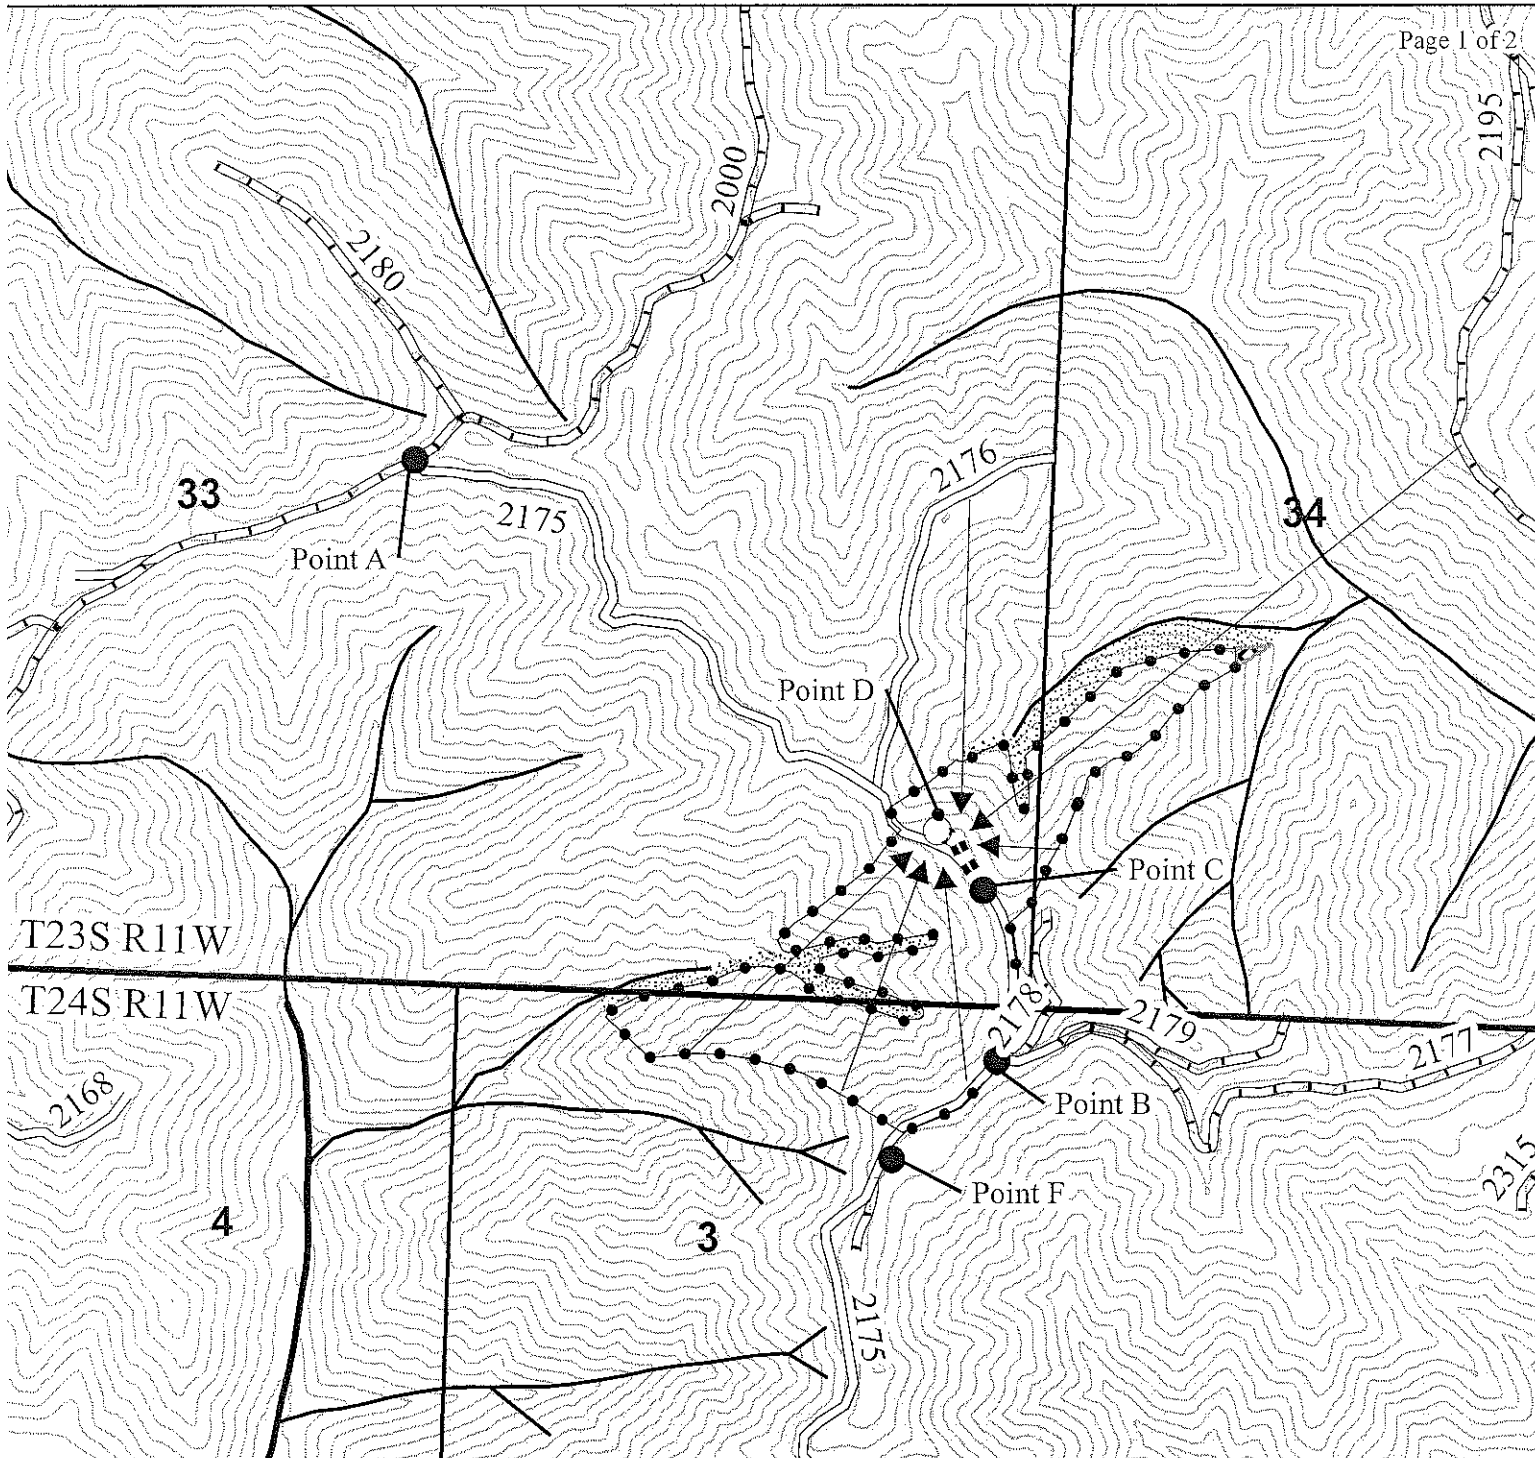 Page 1 of 2
2195
2000
2180
2176
33
2175
34
Point A
Point D
Point C
T23S R11W
T24S R11W
2178
2179
2177
2168
Point B
2315
Point F
4
3
2175